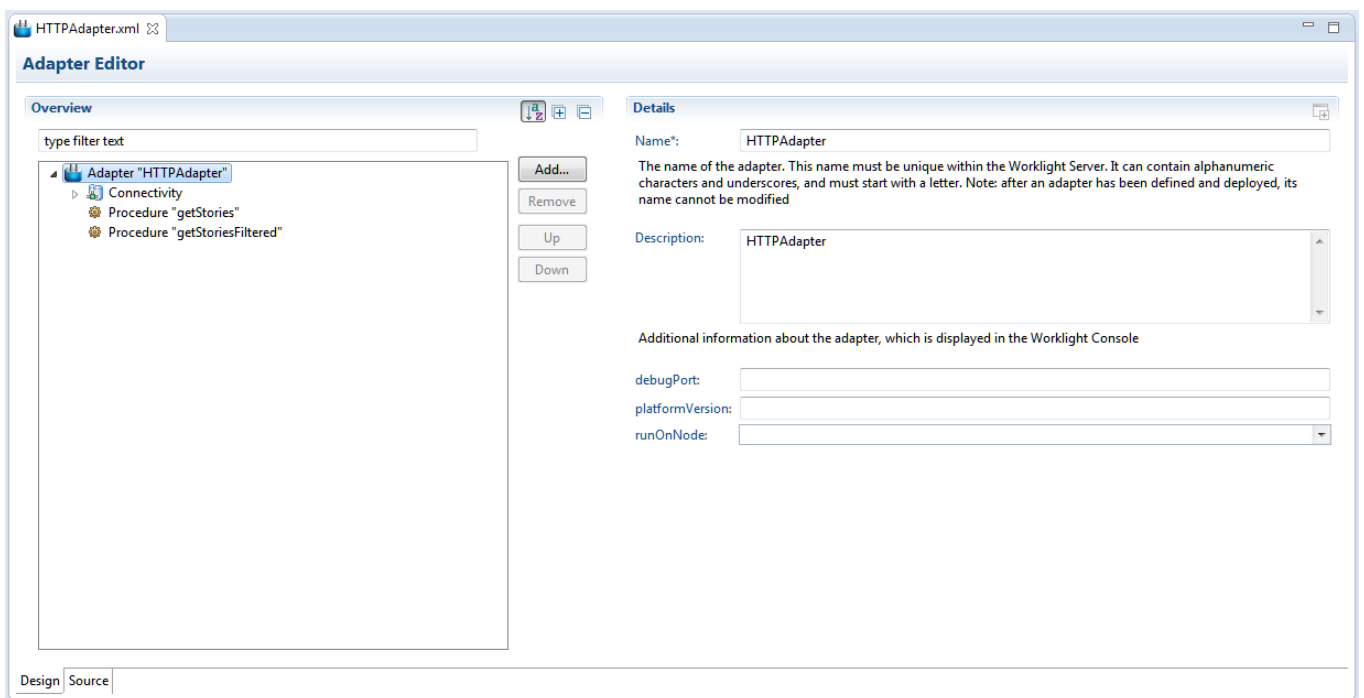 HTTPAdapter.xml
Adapter Editor
Overview
type filter text
Adapter "HTTPAdapter"
Connectivity
Procedure "getStories"
Procedure "getStoriesFiltered"
Add...
Remove
Up
Down
Details
Name*:
HTTPAdapter
The name of the adapter. This name must be unique within the Worklight Server. It can contain alphanumeric
characters and underscores, and must start with a letter. Note: after an adapter has been defined and deployed, its
name cannot be modified
Description:
HTTPAdapter
Additional information about the adapter, which is displayed in the Worklight Console
debugPort:
platformVersion:
runOnNode:
Design
Source